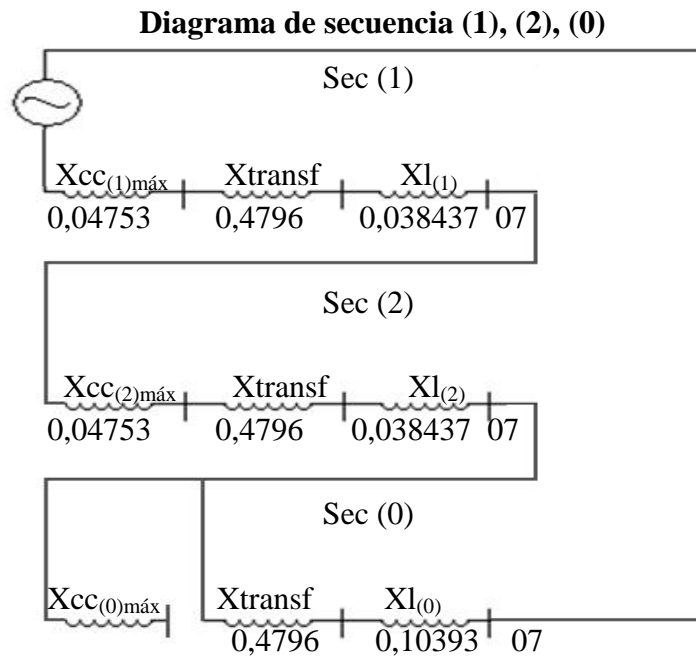 Diagrama de secuencia (1), (2), (0)
Sec (1)
Xcc(1)máx Xtransf Xl(1)
0,04753 0,4796 0,038437 07
Sec (2)
Xcc(2)máx Xtransf Xl(2)
0,04753 0,4796 0,038437 07
Sec (0)
Xcc(0)máx Xtransf Xl(0)
0,4796 0,10393 07